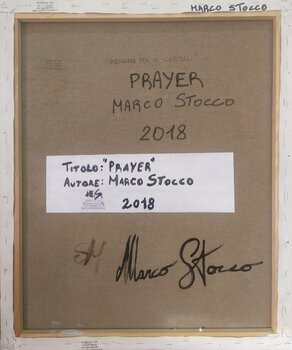 MARCO STOCCO
PRAYER
MARCO STOCCO
2018
TITOLO: "PRAYER"
AUTORE: MARCO STOCCO
2018
Marco Stocco